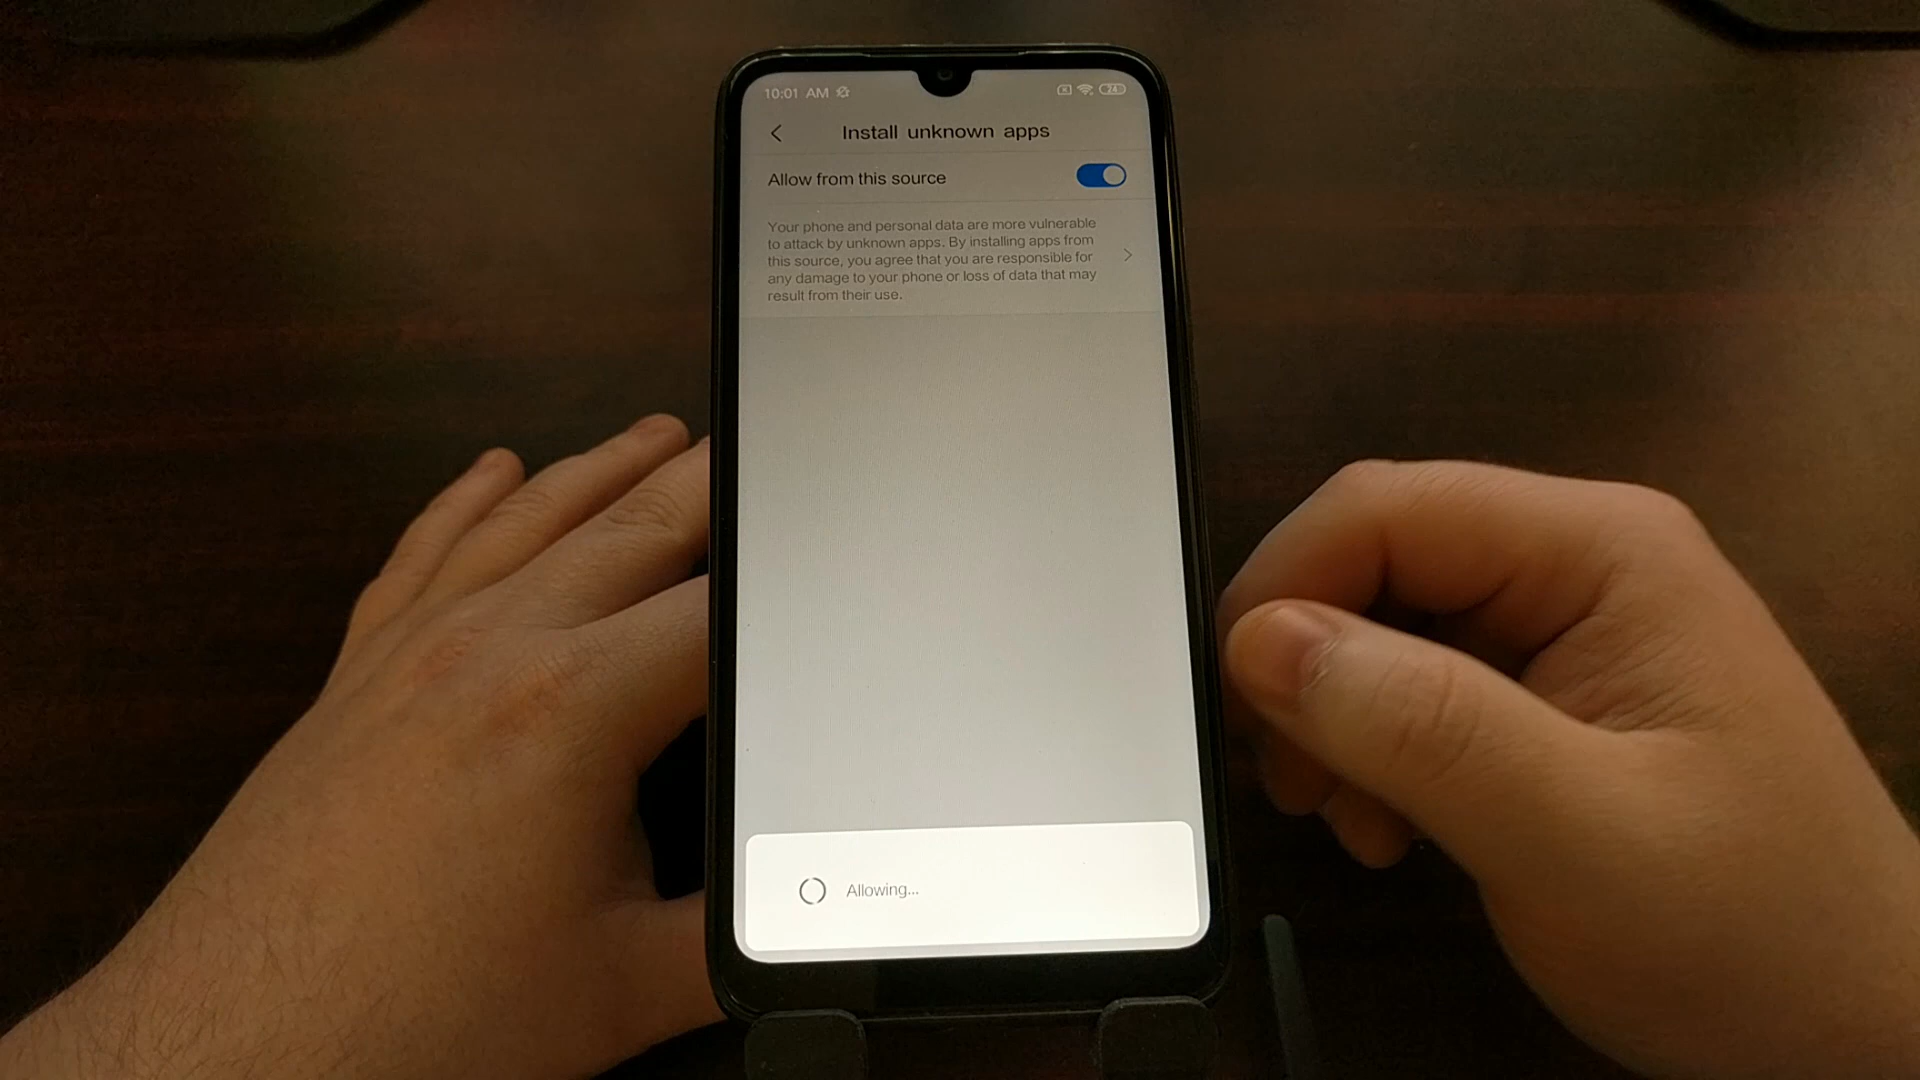 10:01 AM
24
Install unknown apps
Allow from this source
Your phone and personal data are more vulnerable
to attack by unknown apps. By installing apps from
this source, you agree that you are responsible for
any damage to your phone or loss of data that may
result from their use.
Allowing...